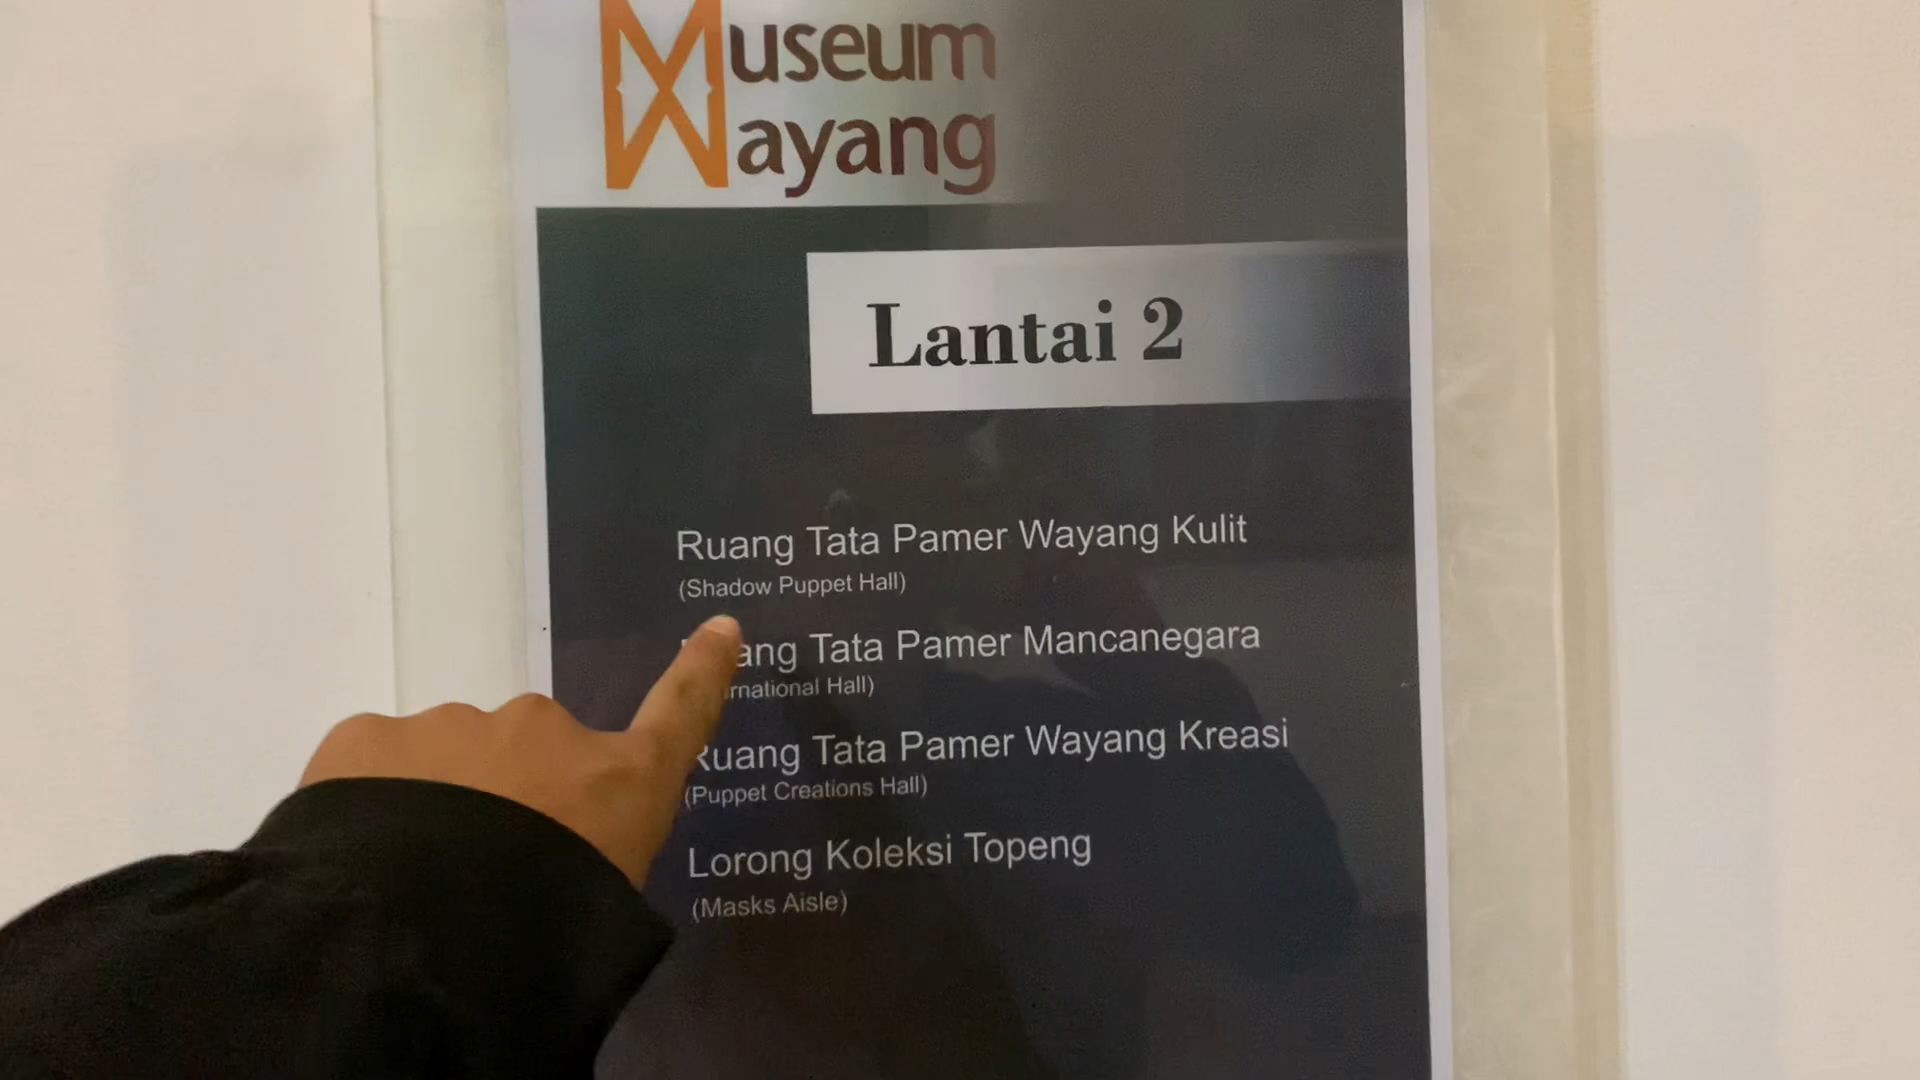 Museum
Wayang
Lantai 2
Ruang Tata Pamer Wayang Kulit
(Shadow Puppet Hall)
Tata Pamer Mancanegara
Hall)
Ruang Tata Pamer Wayang Kreasi
(Puppet Creations Hall)
Lorong Koleksi Topeng
(Masks Aisle)